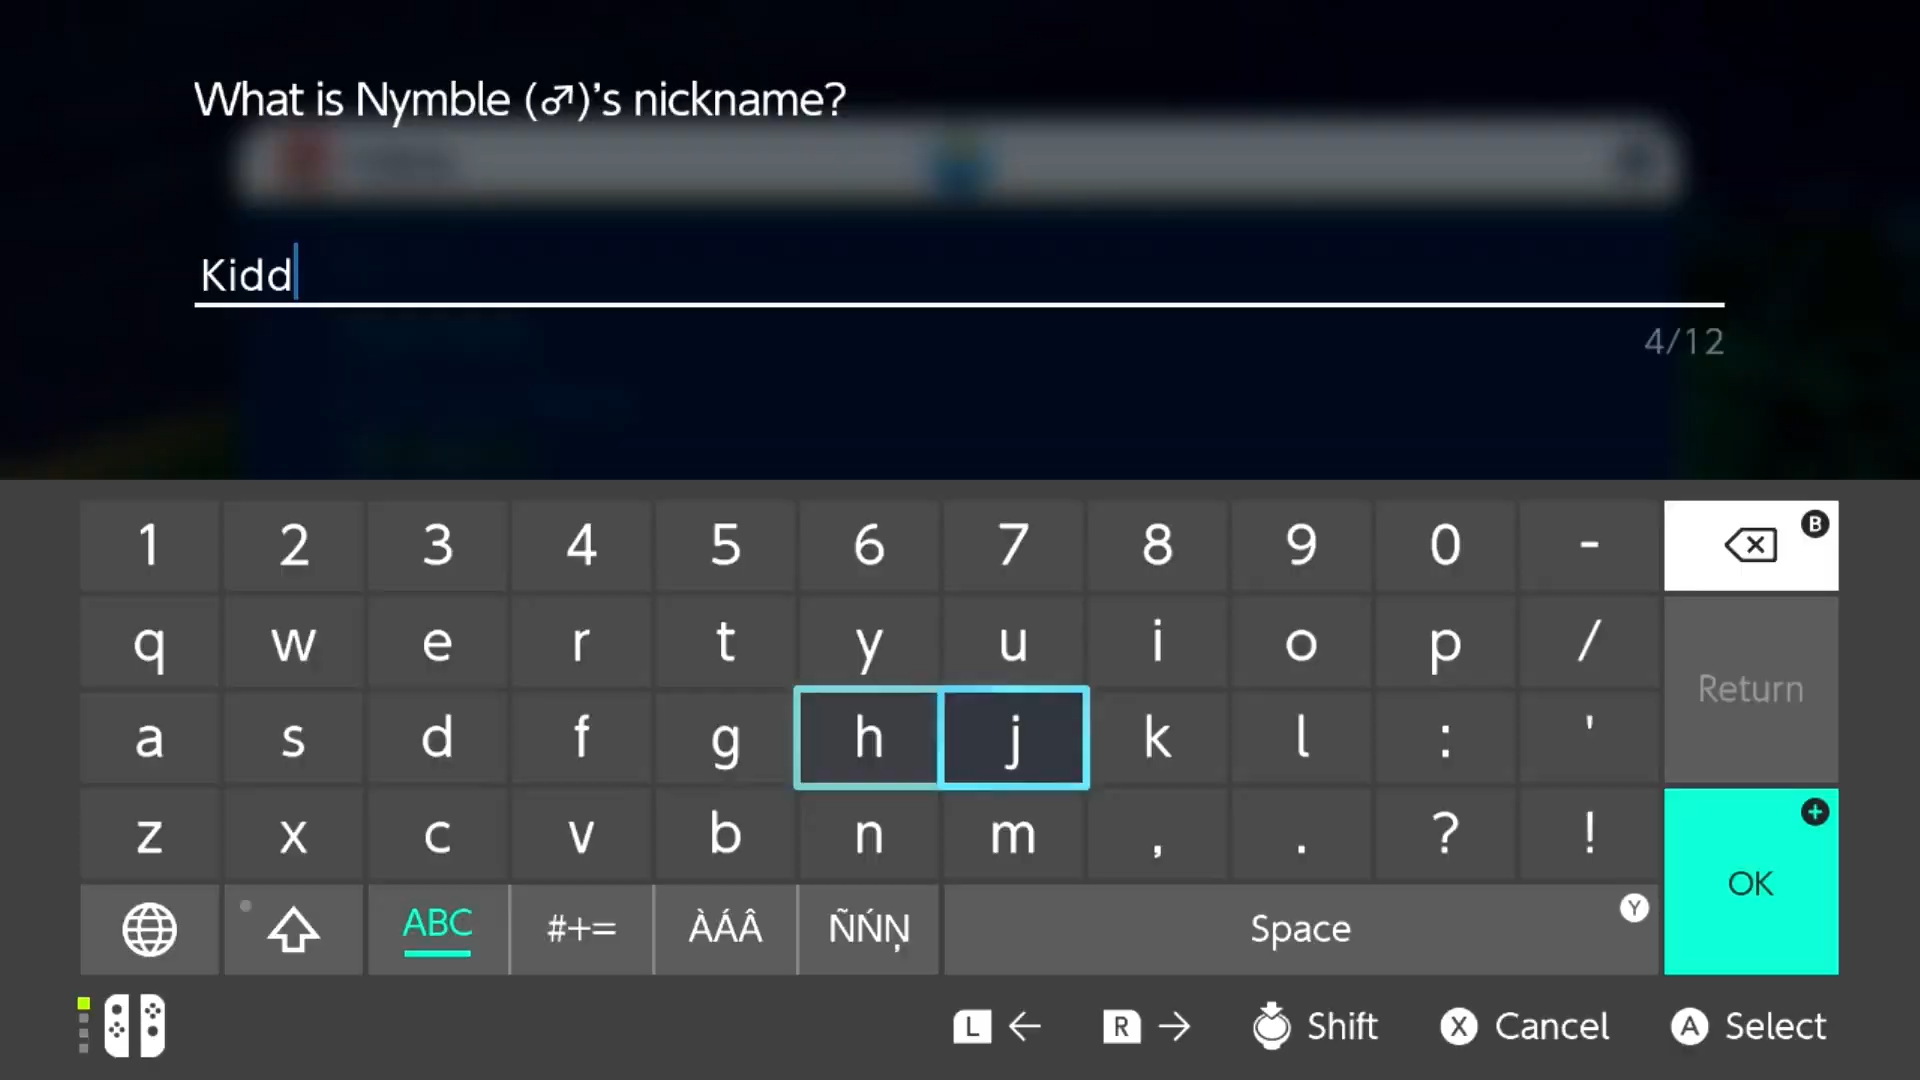 What is Nymble (♂)’s nickname?
Kidd
4/12
1 2 3 4 5 6 7 8 9 0 - B
q w e r t y u i o p /
Return
a s d f g h j k l : '
z x c v b n m , . ? ! +
OK
ABC #+= ÀÁÂ ÑŃŅ Space Y
L ← R → Shift X Cancel A Select